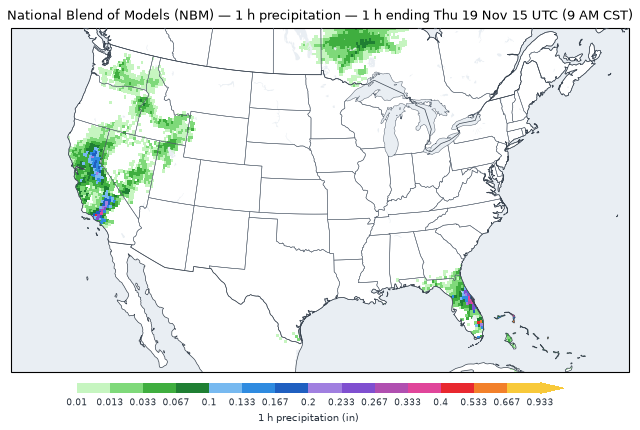 National Blend of Models (NBM) — 1 h precipitation — 1 h ending Thu 19 Nov 15 UTC (9 AM CST)
0.01 0.013 0.033 0.067 0.1 0.133 0.167 0.2 0.233 0.267 0.333 0.4 0.533 0.667 0.933
1 h precipitation (in)